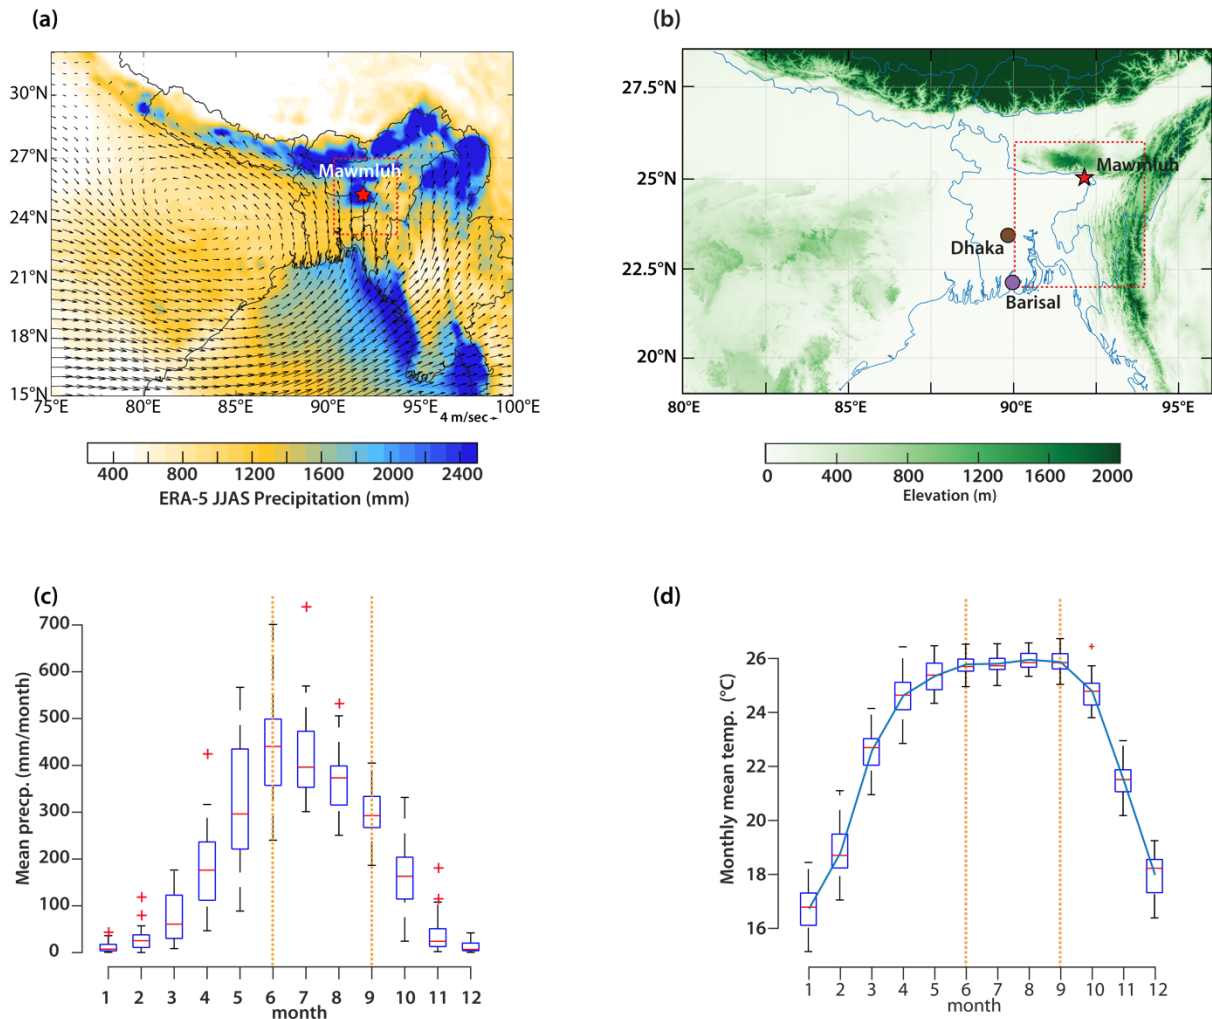 (a)
30°N
27°N
24°N
21°N
18°N
15°N
75°E 80°E 85°E 90°E 95°E 100°E
Mawmluh
4 m/sec
400 800 1200 1600 2000 2400
ERA-5 JJAS Precipitation (mm)
(b)
27.5°N
25°N
22.5°N
20°N
80°E 85°E 90°E 95°E
Mawmluh
Dhaka
Barisal
0 400 800 1200 1600 2000
Elevation (m)
(c)
Mean precp. (mm/month)
700
600
500
400
300
200
100
0
1 2 3 4 5 6 7 8 9 10 11 12
month
(d)
Monthly mean temp. (°C)
26
24
22
20
18
16
1 2 3 4 5 6 7 8 9 10 11 12
month